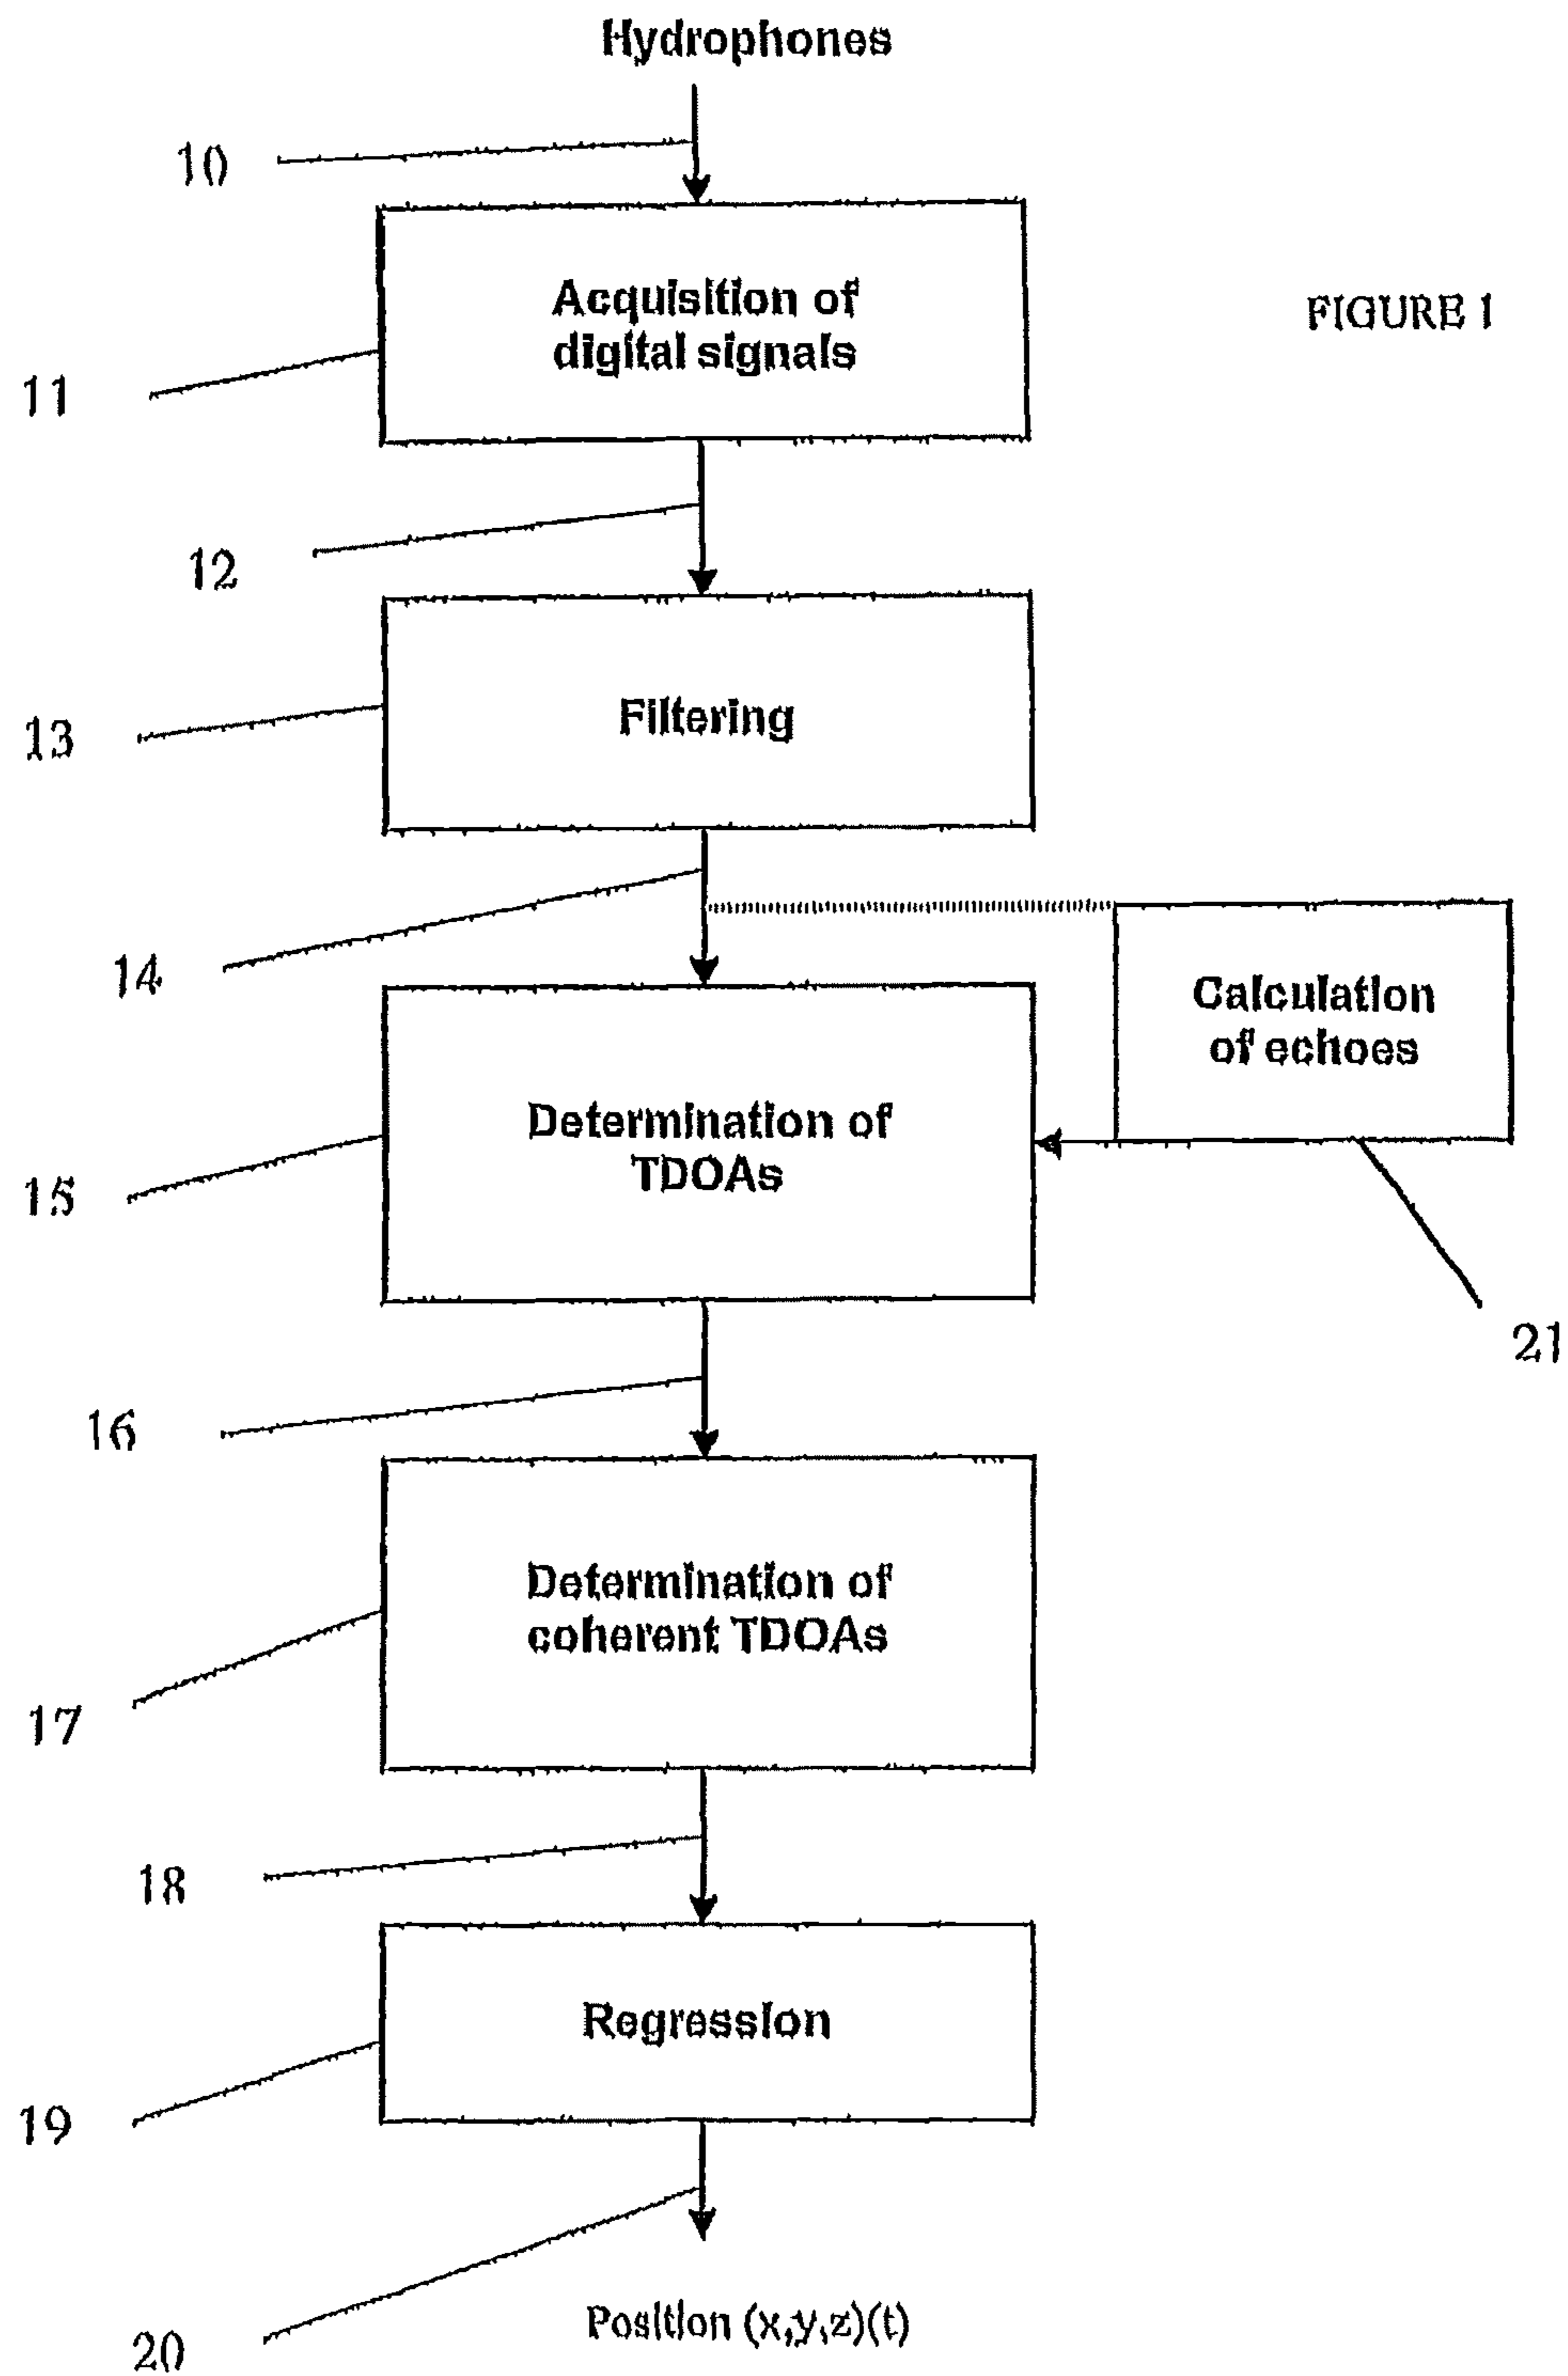 Hydrophones
10
Acquisition of
digital signals
FIGURE 1
11
12
Filtering
13
14
Calculation
of echoes
Determination of
TDOAs
15
21
16
Determination of
coherent TDOAs
17
18
Regression
19
Position (x,y,z)(t)
20